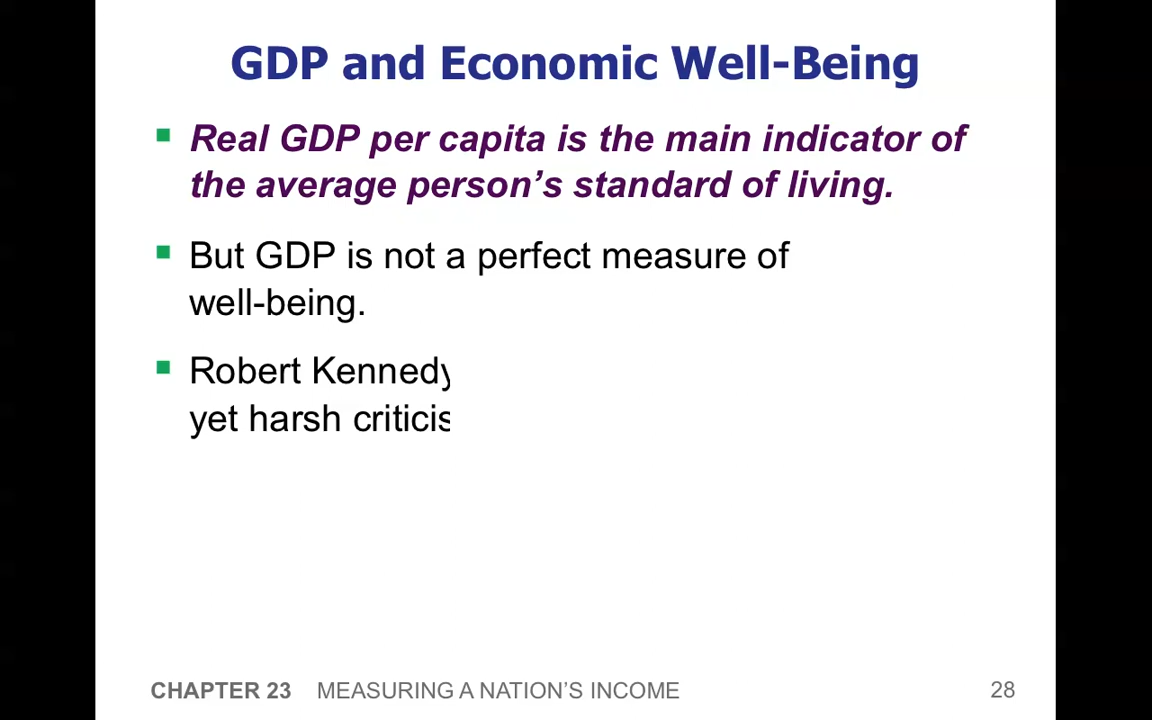 GDP and Economic Well-Being
Real GDP per capita is the main indicator of
the average person’s standard of living.
But GDP is not a perfect measure of
well-being.
Robert Kennedy
yet harsh
CHAPTER 23 MEASURING A NATION’S INCOME 28